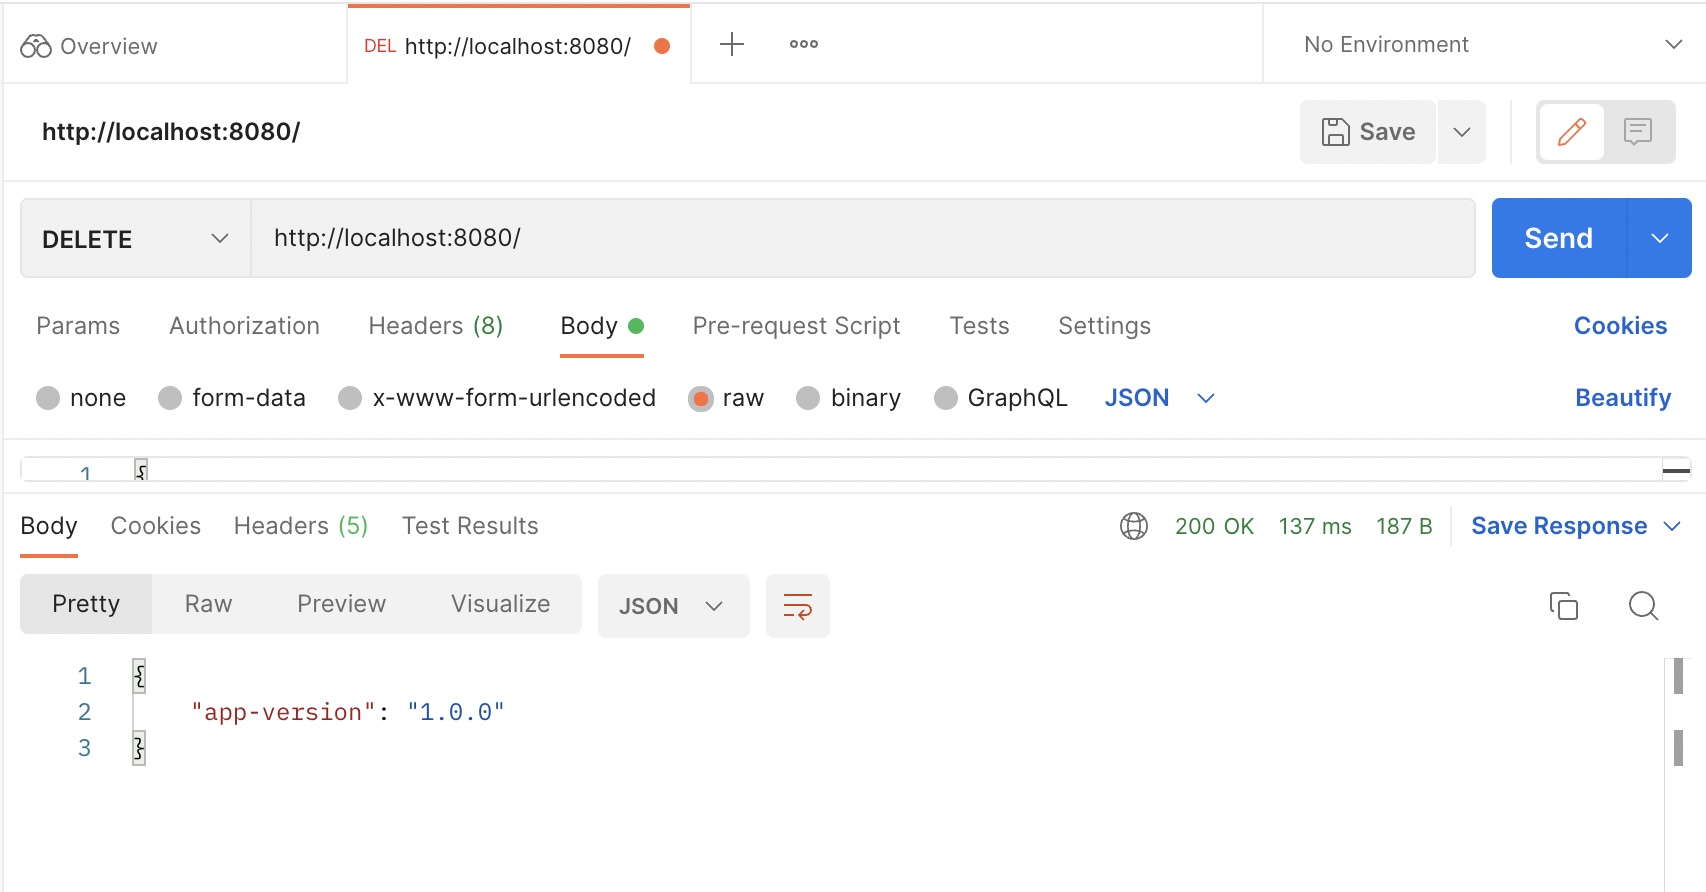 Overview DEL http://localhost:8080/ No Environment
http://localhost:8080/ Save
DELETE http://localhost:8080/ Send
Params Authorization Headers (8) Body Pre-request Script Tests Settings Cookies
none form-data x-www-form-urlencoded raw binary GraphQL JSON Beautify
1 {
Body Cookies Headers (5) Test Results 200 OK 137 ms 187 B Save Response
Pretty Raw Preview Visualize JSON
1 {
2 "app-version": "1.0.0"
3 }